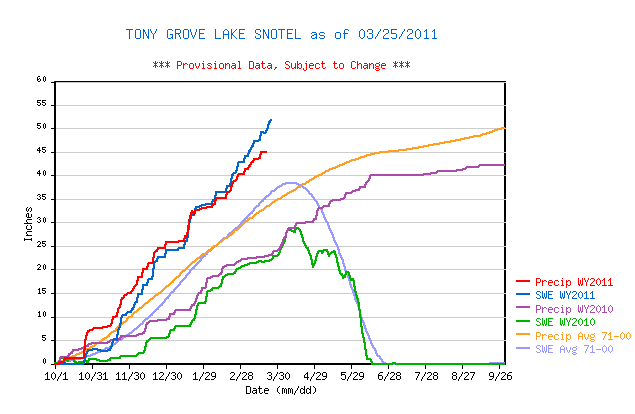 TONY GROVE LAKE SNOTEL as of 03/25/2011
*** Provisional Data, Subject to Change ***
60
55
50
45
40
35
30
25
20
15
10
5
0
Inches
10/1 10/31 11/30 12/30 1/29 2/28 3/30 4/29 5/29 6/28 7/28 8/27 9/26
Date (mm/dd)
Precip WY2011
SWE WY2011
Precip WY2010
SWE WY2010
Precip Avg 71-00
SWE Avg 71-00